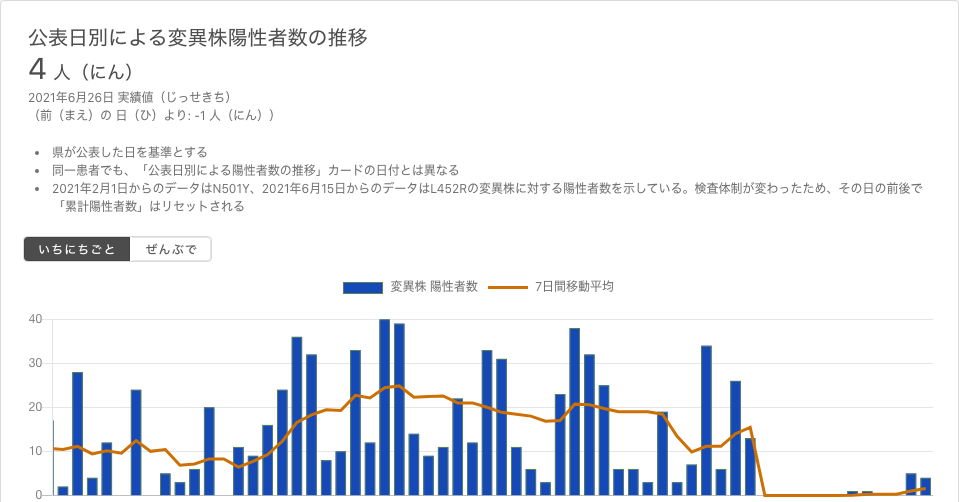 公表日別による変異株陽性者数の推移
4 人（にん）
2021年6月26日 実績値（じっせきち）
（前（まえ）の 日（ひ）より: -1 人（にん））
• 県が公表した日を基準とする
• 同一患者でも、「公表日別による陽性者数の推移」カードの日付とは異なる
• 2021年2月1日からのデータはN501Y、2021年6月15日からのデータはL452Rの変異株に対する陽性者数を示している。検査体制が変わったため、その日の前後で
「累計陽性者数」はリセットされる
いちにちごと ぜんぶで
変異株 陽性者数 7日間移動平均
40
30
20
10
0